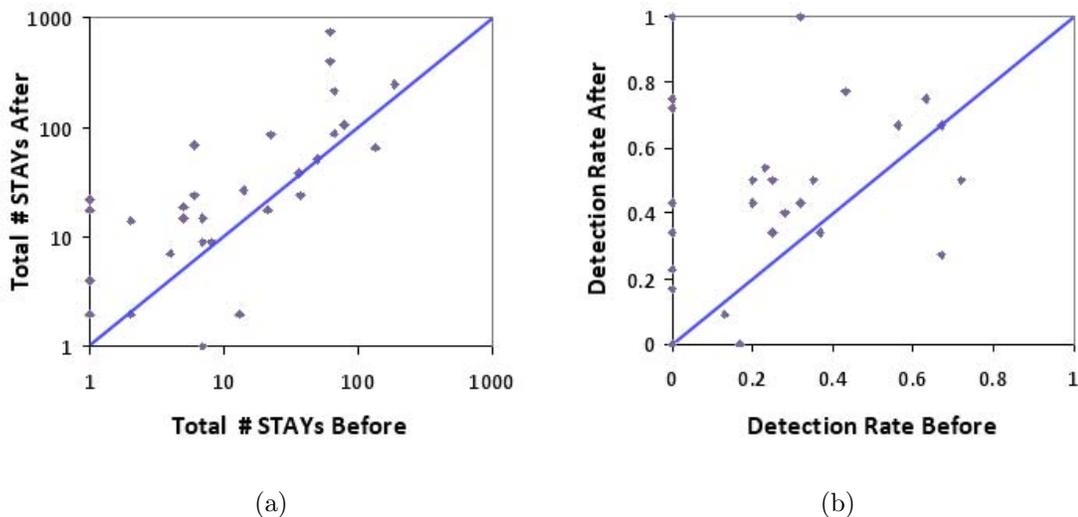 Total # STAYs After
1000
100
10
1
1 10 100 1000
Total # STAYs Before
(a)
Detection Rate After
1
0.8
0.6
0.4
0.2
0
0 0.2 0.4 0.6 0.8 1
Detection Rate Before
(b)